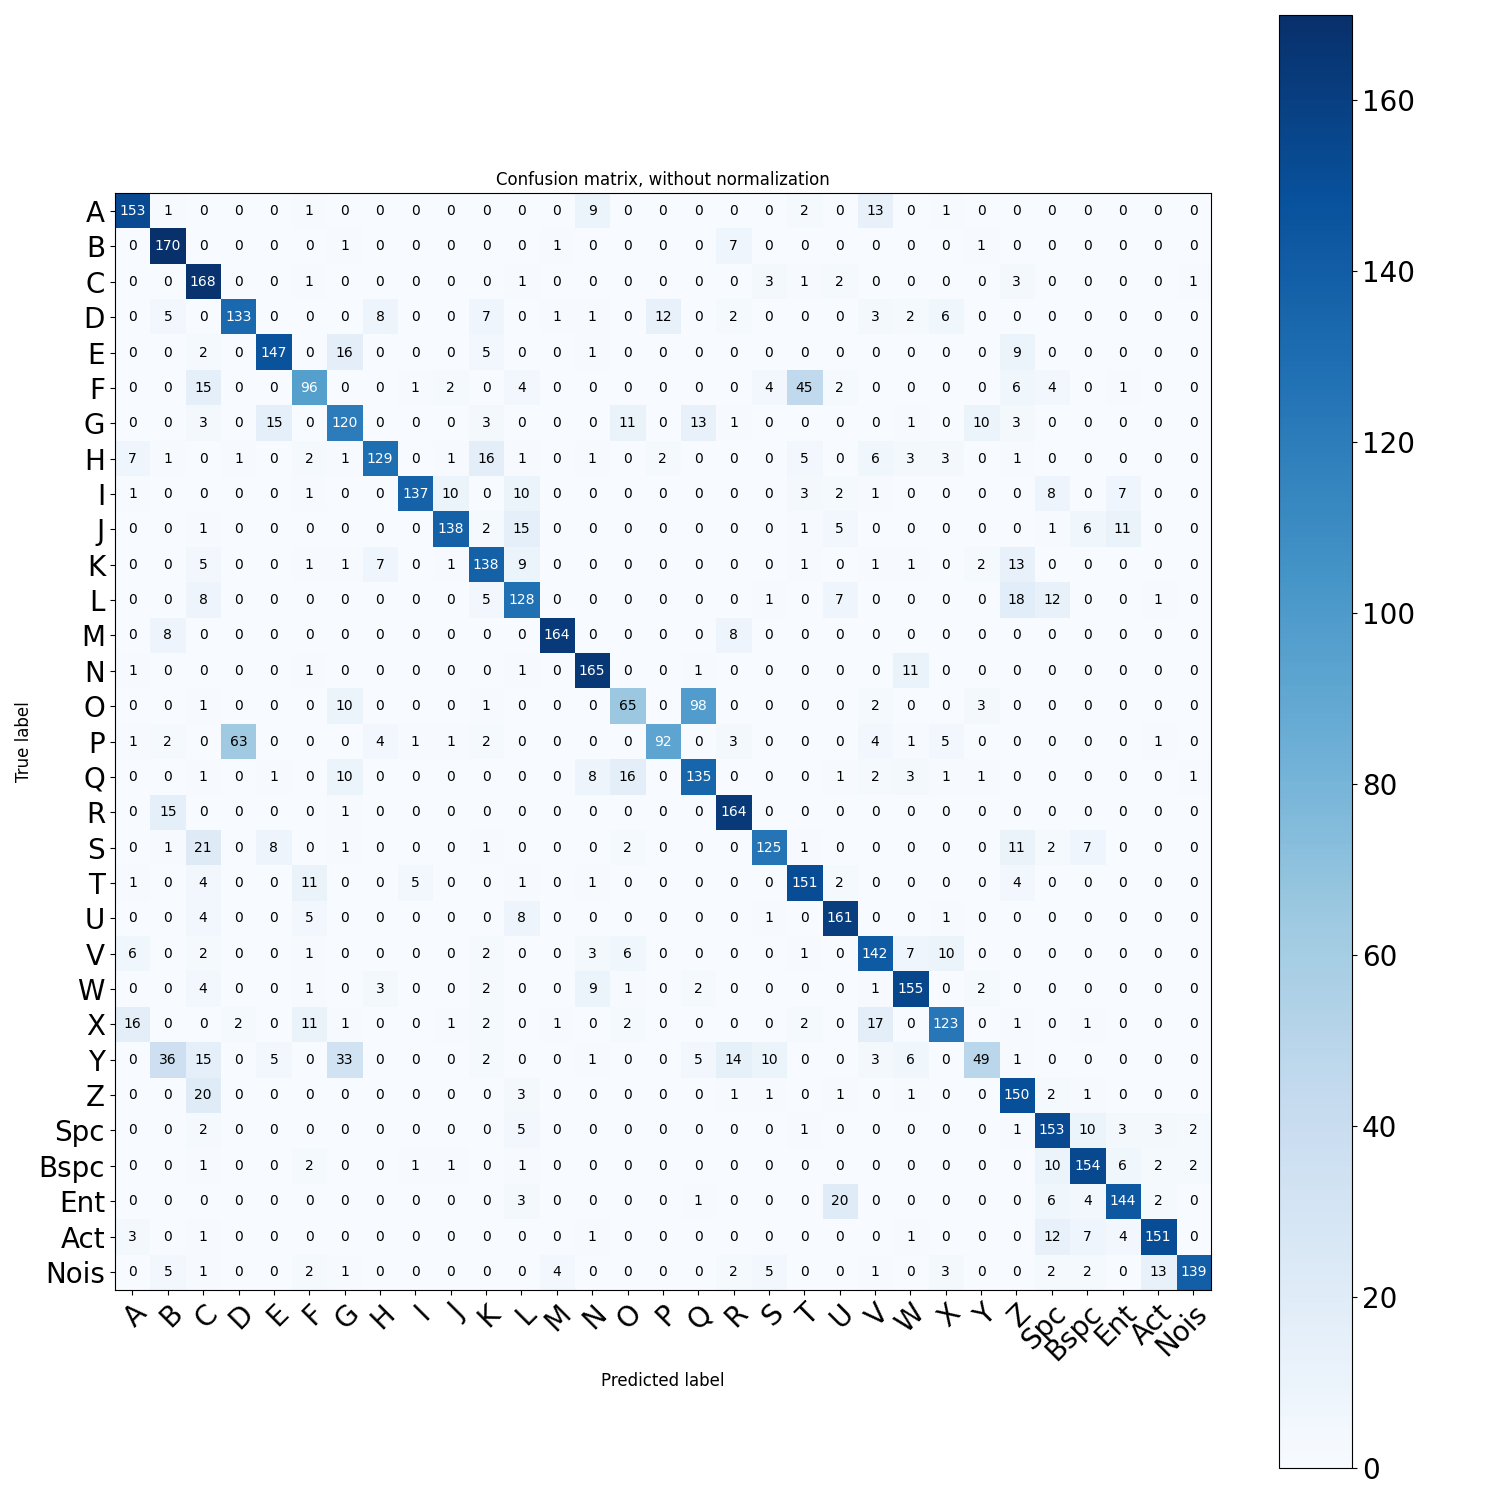 Confusion matrix, without normalization
A 153 1 0 0 0 1 0 0 0 0 0 0 0 9 0 0 0 0 0 2 0 13 0 1 0 0 0 0 0 0 0
B 0 170 0 0 0 0 1 0 0 0 0 0 1 0 0 0 0 7 0 0 0 0 0 0 1 0 0 0 0 0 0
C 0 0 168 0 0 1 0 0 0 0 0 1 0 0 0 0 0 0 3 1 2 0 0 0 0 3 0 0 0 0 1
D 0 5 0 133 0 0 0 8 0 0 7 0 1 1 0 12 0 2 0 0 0 3 2 6 0 0 0 0 0 0 0
E 0 0 2 0 147 0 16 0 0 0 5 0 0 1 0 0 0 0 0 0 0 0 0 0 0 9 0 0 0 0 0
F 0 0 15 0 0 96 0 0 1 2 0 4 0 0 0 0 0 0 4 45 2 0 0 0 0 6 4 0 1 0 0
G 0 0 3 0 15 0 120 0 0 0 3 0 0 0 11 0 13 1 0 0 0 0 1 0 10 3 0 0 0 0 0
H 7 1 0 1 0 2 1 129 0 1 16 1 0 1 0 2 0 0 0 5 0 6 3 3 0 1 0 0 0 0 0
I 1 0 0 0 0 1 0 0 137 10 0 10 0 0 0 0 0 0 0 3 2 1 0 0 0 0 8 0 7 0 0
J 0 0 1 0 0 0 0 0 0 138 2 15 0 0 0 0 0 0 0 1 5 0 0 0 0 0 1 6 11 0 0
K 0 0 5 0 0 1 1 7 0 1 138 9 0 0 0 0 0 0 0 1 0 1 1 0 2 13 0 0 0 0 0
L 0 0 8 0 0 0 0 0 0 0 5 128 0 0 0 0 0 0 1 0 7 0 0 0 0 18 12 0 0 1 0
M 0 8 0 0 0 0 0 0 0 0 0 0 164 0 0 0 0 8 0 0 0 0 0 0 0 0 0 0 0 0 0
N 1 0 0 0 0 1 0 0 0 0 0 1 0 165 0 0 1 0 0 0 0 0 11 0 0 0 0 0 0 0 0
O 0 0 1 0 0 0 10 0 0 0 1 0 0 0 65 0 98 0 0 0 0 2 0 0 3 0 0 0 0 0 0
P 1 2 0 63 0 0 0 4 1 1 2 0 0 0 0 92 0 3 0 0 0 4 1 5 0 0 0 0 0 1 0
Q 0 0 1 0 1 0 10 0 0 0 0 0 0 8 16 0 135 0 0 0 1 2 3 1 1 0 0 0 0 0 1
R 0 15 0 0 0 0 1 0 0 0 0 0 0 0 0 0 0 164 0 0 0 0 0 0 0 0 0 0 0 0 0
S 0 1 21 0 8 0 1 0 0 0 1 0 0 0 2 0 0 0 125 1 0 0 0 0 0 11 2 7 0 0 0
T 1 0 4 0 0 11 0 0 5 0 0 1 0 1 0 0 0 0 0 151 2 0 0 0 0 4 0 0 0 0 0
U 0 0 4 0 0 5 0 0 0 0 0 8 0 0 0 0 0 0 1 0 161 0 0 1 0 0 0 0 0 0 0
V 6 0 2 0 0 1 0 0 0 0 2 0 0 3 6 0 0 0 0 1 0 142 7 10 0 0 0 0 0 0 0
W 0 0 4 0 0 1 0 3 0 0 2 0 0 9 1 0 2 0 0 0 0 1 155 0 2 0 0 0 0 0 0
X 16 0 0 2 0 11 1 0 0 1 2 0 1 0 2 0 0 0 0 2 0 17 0 123 0 1 0 1 0 0 0
Y 0 36 15 0 5 0 33 0 0 0 2 0 0 1 0 0 5 14 10 0 0 3 6 0 49 1 0 0 0 0 0
Z 0 0 20 0 0 0 0 0 0 0 0 3 0 0 0 0 0 1 1 0 1 0 1 0 0 150 2 1 0 0 0
Spc 0 0 2 0 0 0 0 0 0 0 0 5 0 0 0 0 0 0 0 1 0 0 0 0 0 1 153 10 3 3 2
Bspc 0 0 1 0 0 2 0 0 1 1 0 1 0 0 0 0 0 0 0 0 0 0 0 0 0 0 10 154 6 2 2
Ent 0 0 0 0 0 0 0 0 0 0 0 3 0 0 0 0 1 0 0 0 20 0 0 0 0 0 6 4 144 2 0
Act 3 0 1 0 0 0 0 0 0 0 0 0 0 1 0 0 0 0 0 0 0 0 1 0 0 0 12 7 4 151 0
Nois 0 5 1 0 0 2 1 0 0 0 0 0 4 0 0 0 0 2 5 0 0 1 0 3 0 0 2 2 0 13 139
A B C D E F G H I J K L M N O P Q R S T U V W X Y Z Spc Bspc Ent Act Nois
Predicted label
True label
160
140
120
100
80
60
40
20
0